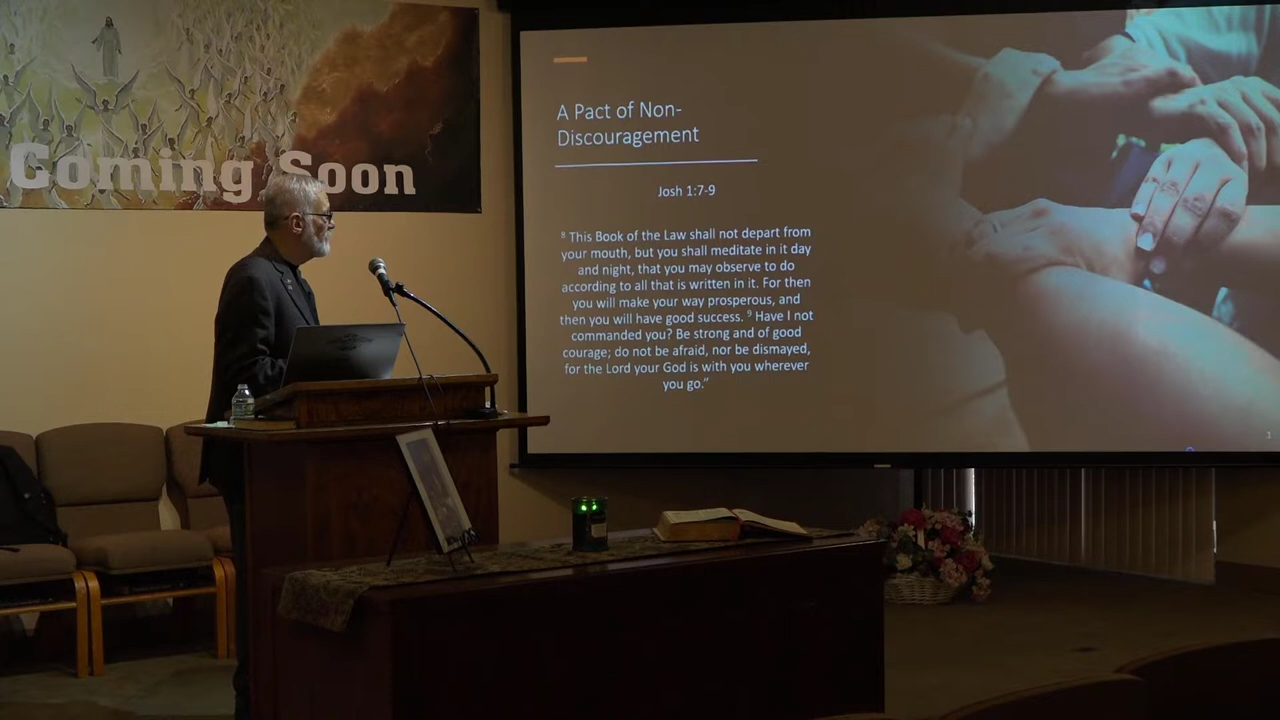 Coming Soon
A Pact of Non-
Discouragement
Josh 1:7-9
⁸ This Book of the Law shall not depart from
your mouth, but you shall meditate in it day
and night, that you may observe to do
according to all that is written in it. For then
you will make your way prosperous, and
then you will have good success. ⁹ Have I not
commanded you? Be strong and of good
courage; do not be afraid, nor be dismayed,
for the Lord your God is with you wherever
you go.”
1